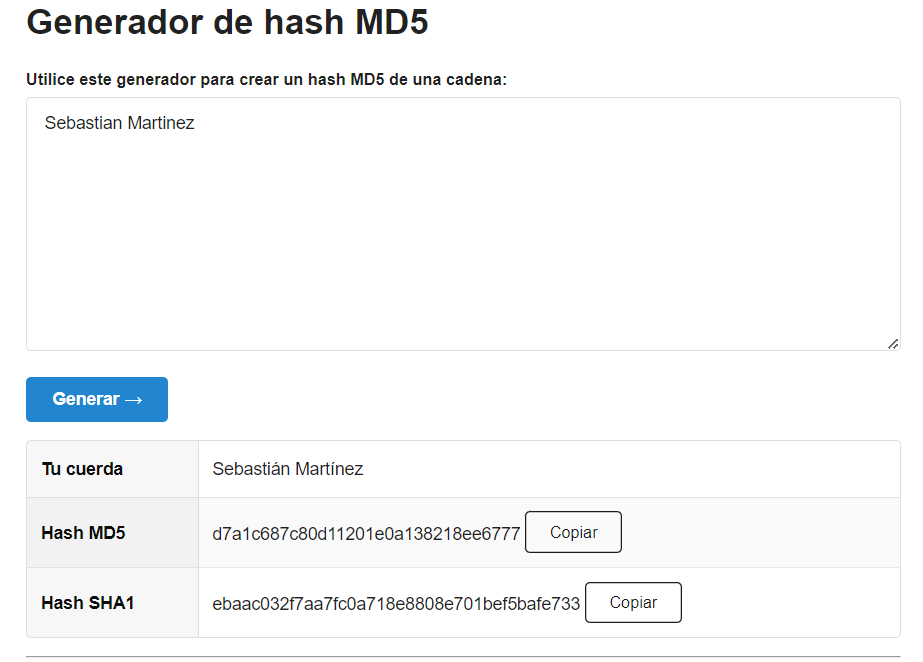 Generador de hash MD5
Utilice este generador para crear un hash MD5 de una cadena:
Sebastian Martinez
Generar →
Tu cuerda Sebastián Martínez
Hash MD5 d7a1c687c80d11201e0a138218ee6777 Copiar
Hash SHA1 ebaac032f7aa7fc0a718e8808e701bef5bafe733 Copiar